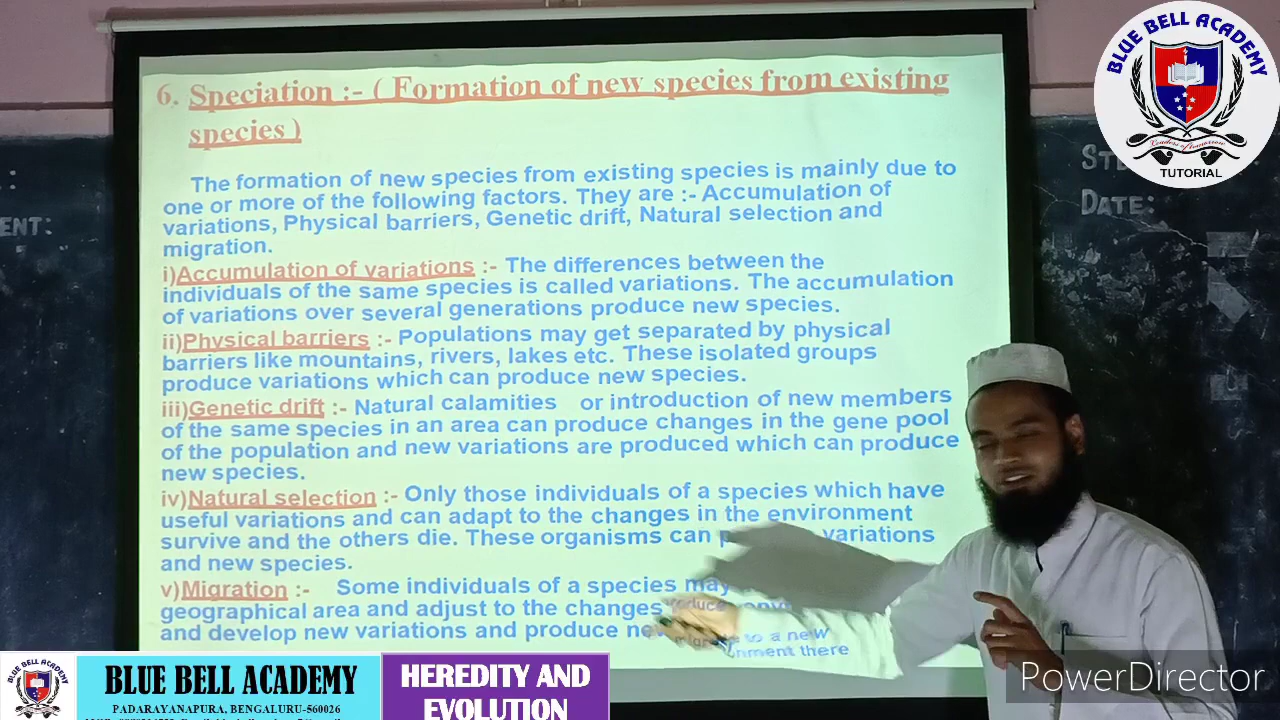 6. Speciation :- ( Formation of new species from existing
species )
The formation of new species from existing species is mainly due to
one or more of the following factors. They are :- Accumulation of
variations, Physical barriers, Genetic drift, Natural selection and
migration.
i)Accumulation of variations :- The differences between the
individuals of the same species is called variations. The accumulation
of variations over several generations produce new species.
ii)Physical barriers :- Populations may get separated by physical
barriers like mountains, rivers, lakes etc. These isolated groups
produce variations which can produce new species.
iii)Genetic drift :- Natural calamities or introduction of new members
of the same species in an area can produce changes in the gene pool
of the population and new variations are produced which can produce
new species.
iv)Natural selection :- Only those individuals of a species which have
useful variations and can adapt to the changes in the environment
survive and the others die. These organisms can variations
and new species.
v)Migration :- Some individuals of a species may
geographical area and adjust to the changes
and develop new variations and produce
to a new
there
BLUE BELL ACADEMY
Leaders of tomorrow
TUTORIAL
DATE:
BLUE BELL ACADEMY
BLUE BELL ACADEMY
PADARAYANAPURA, BENGALURU-560026
HEREDITY AND
EVOLUTION
PowerDirector